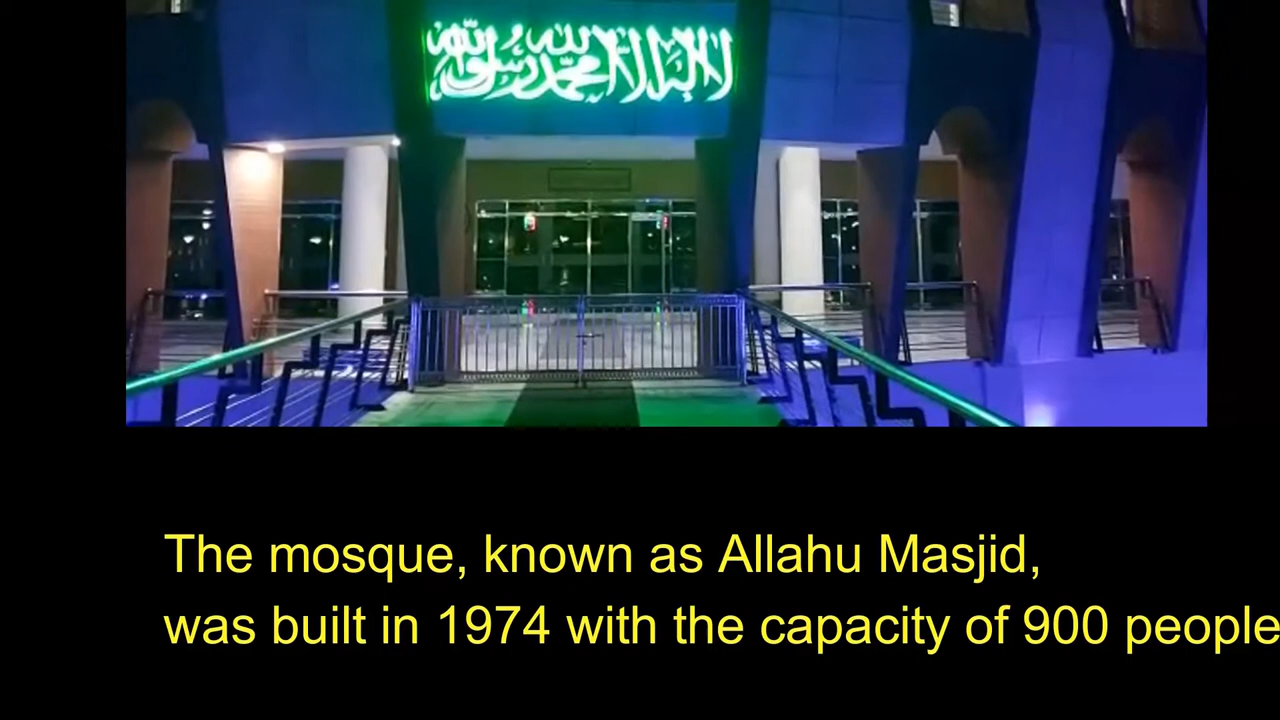 لا إله إلا الله محمد رسول الله
The mosque, known as Allahu Masjid,
was built in 1974 with the capacity of 900 people